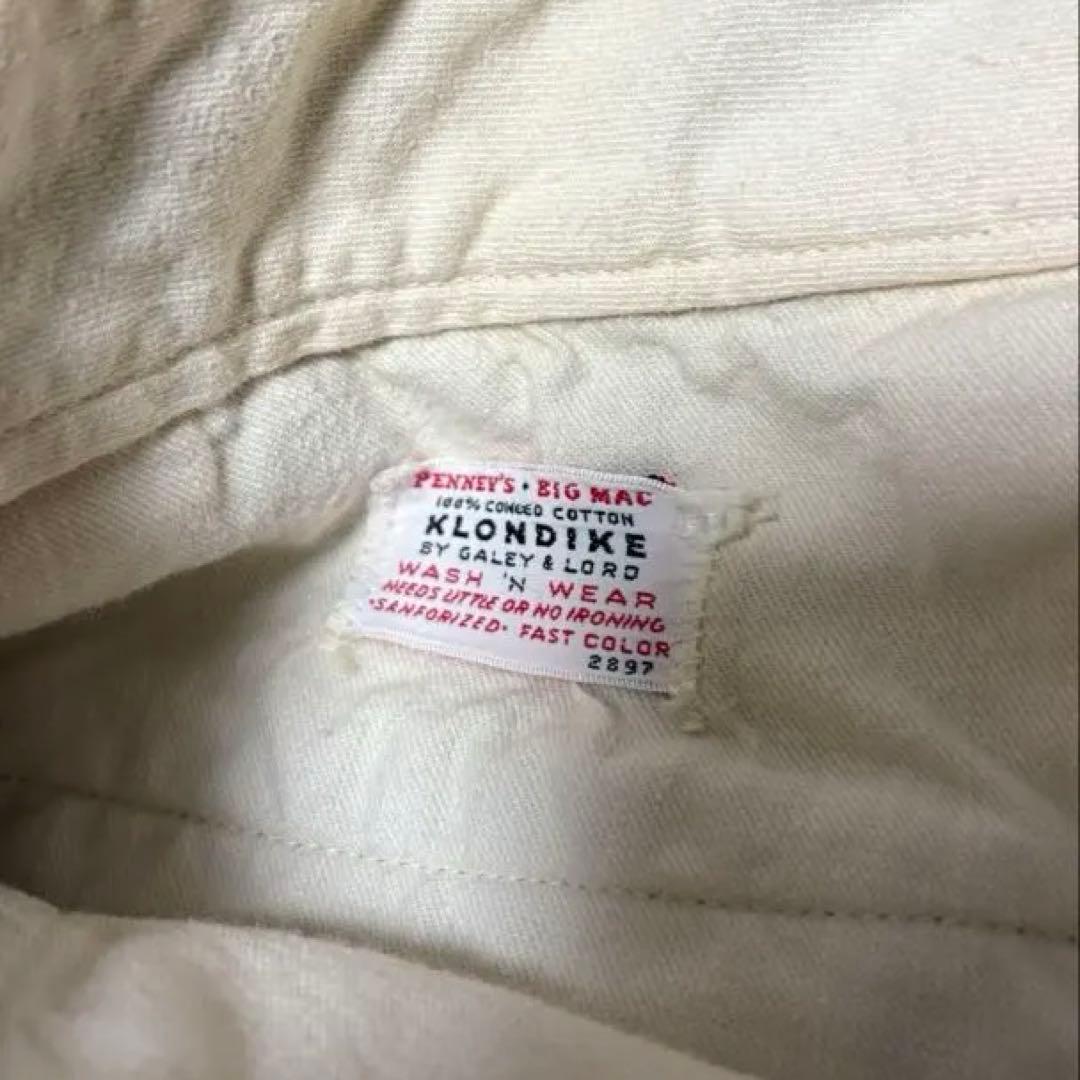 PENNEY'S • BIG MAC
100% COMBED COTTON
KLONDIKE
BY GALEY & LORD
WASH 'N WEAR
NEEDS LITTLE OR NO IRONING
•SANFORIZED• FAST COLOR
2897